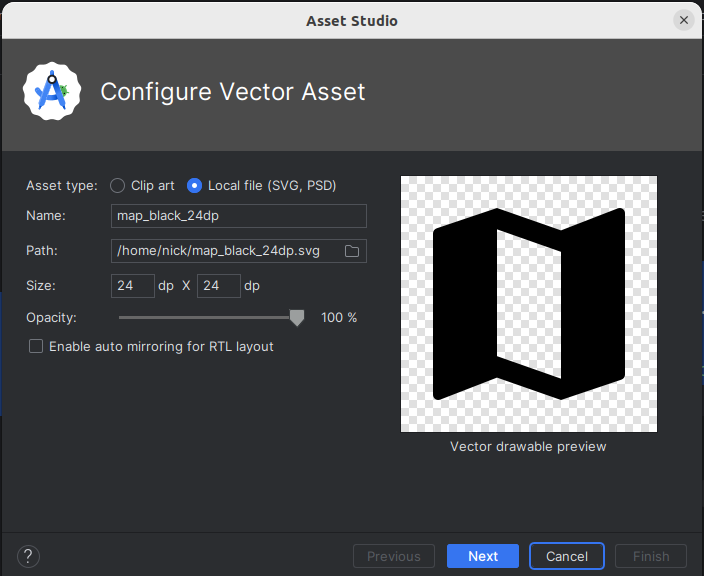 Asset Studio
Configure Vector Asset
Asset type: Clip art Local file (SVG, PSD)
Name: map_black_24dp
Path: /home/nick/map_black_24dp.svg
Size: 24 dp X 24 dp
Opacity: 100 %
Enable auto mirroring for RTL layout
Vector drawable preview
? Previous Next Cancel Finish